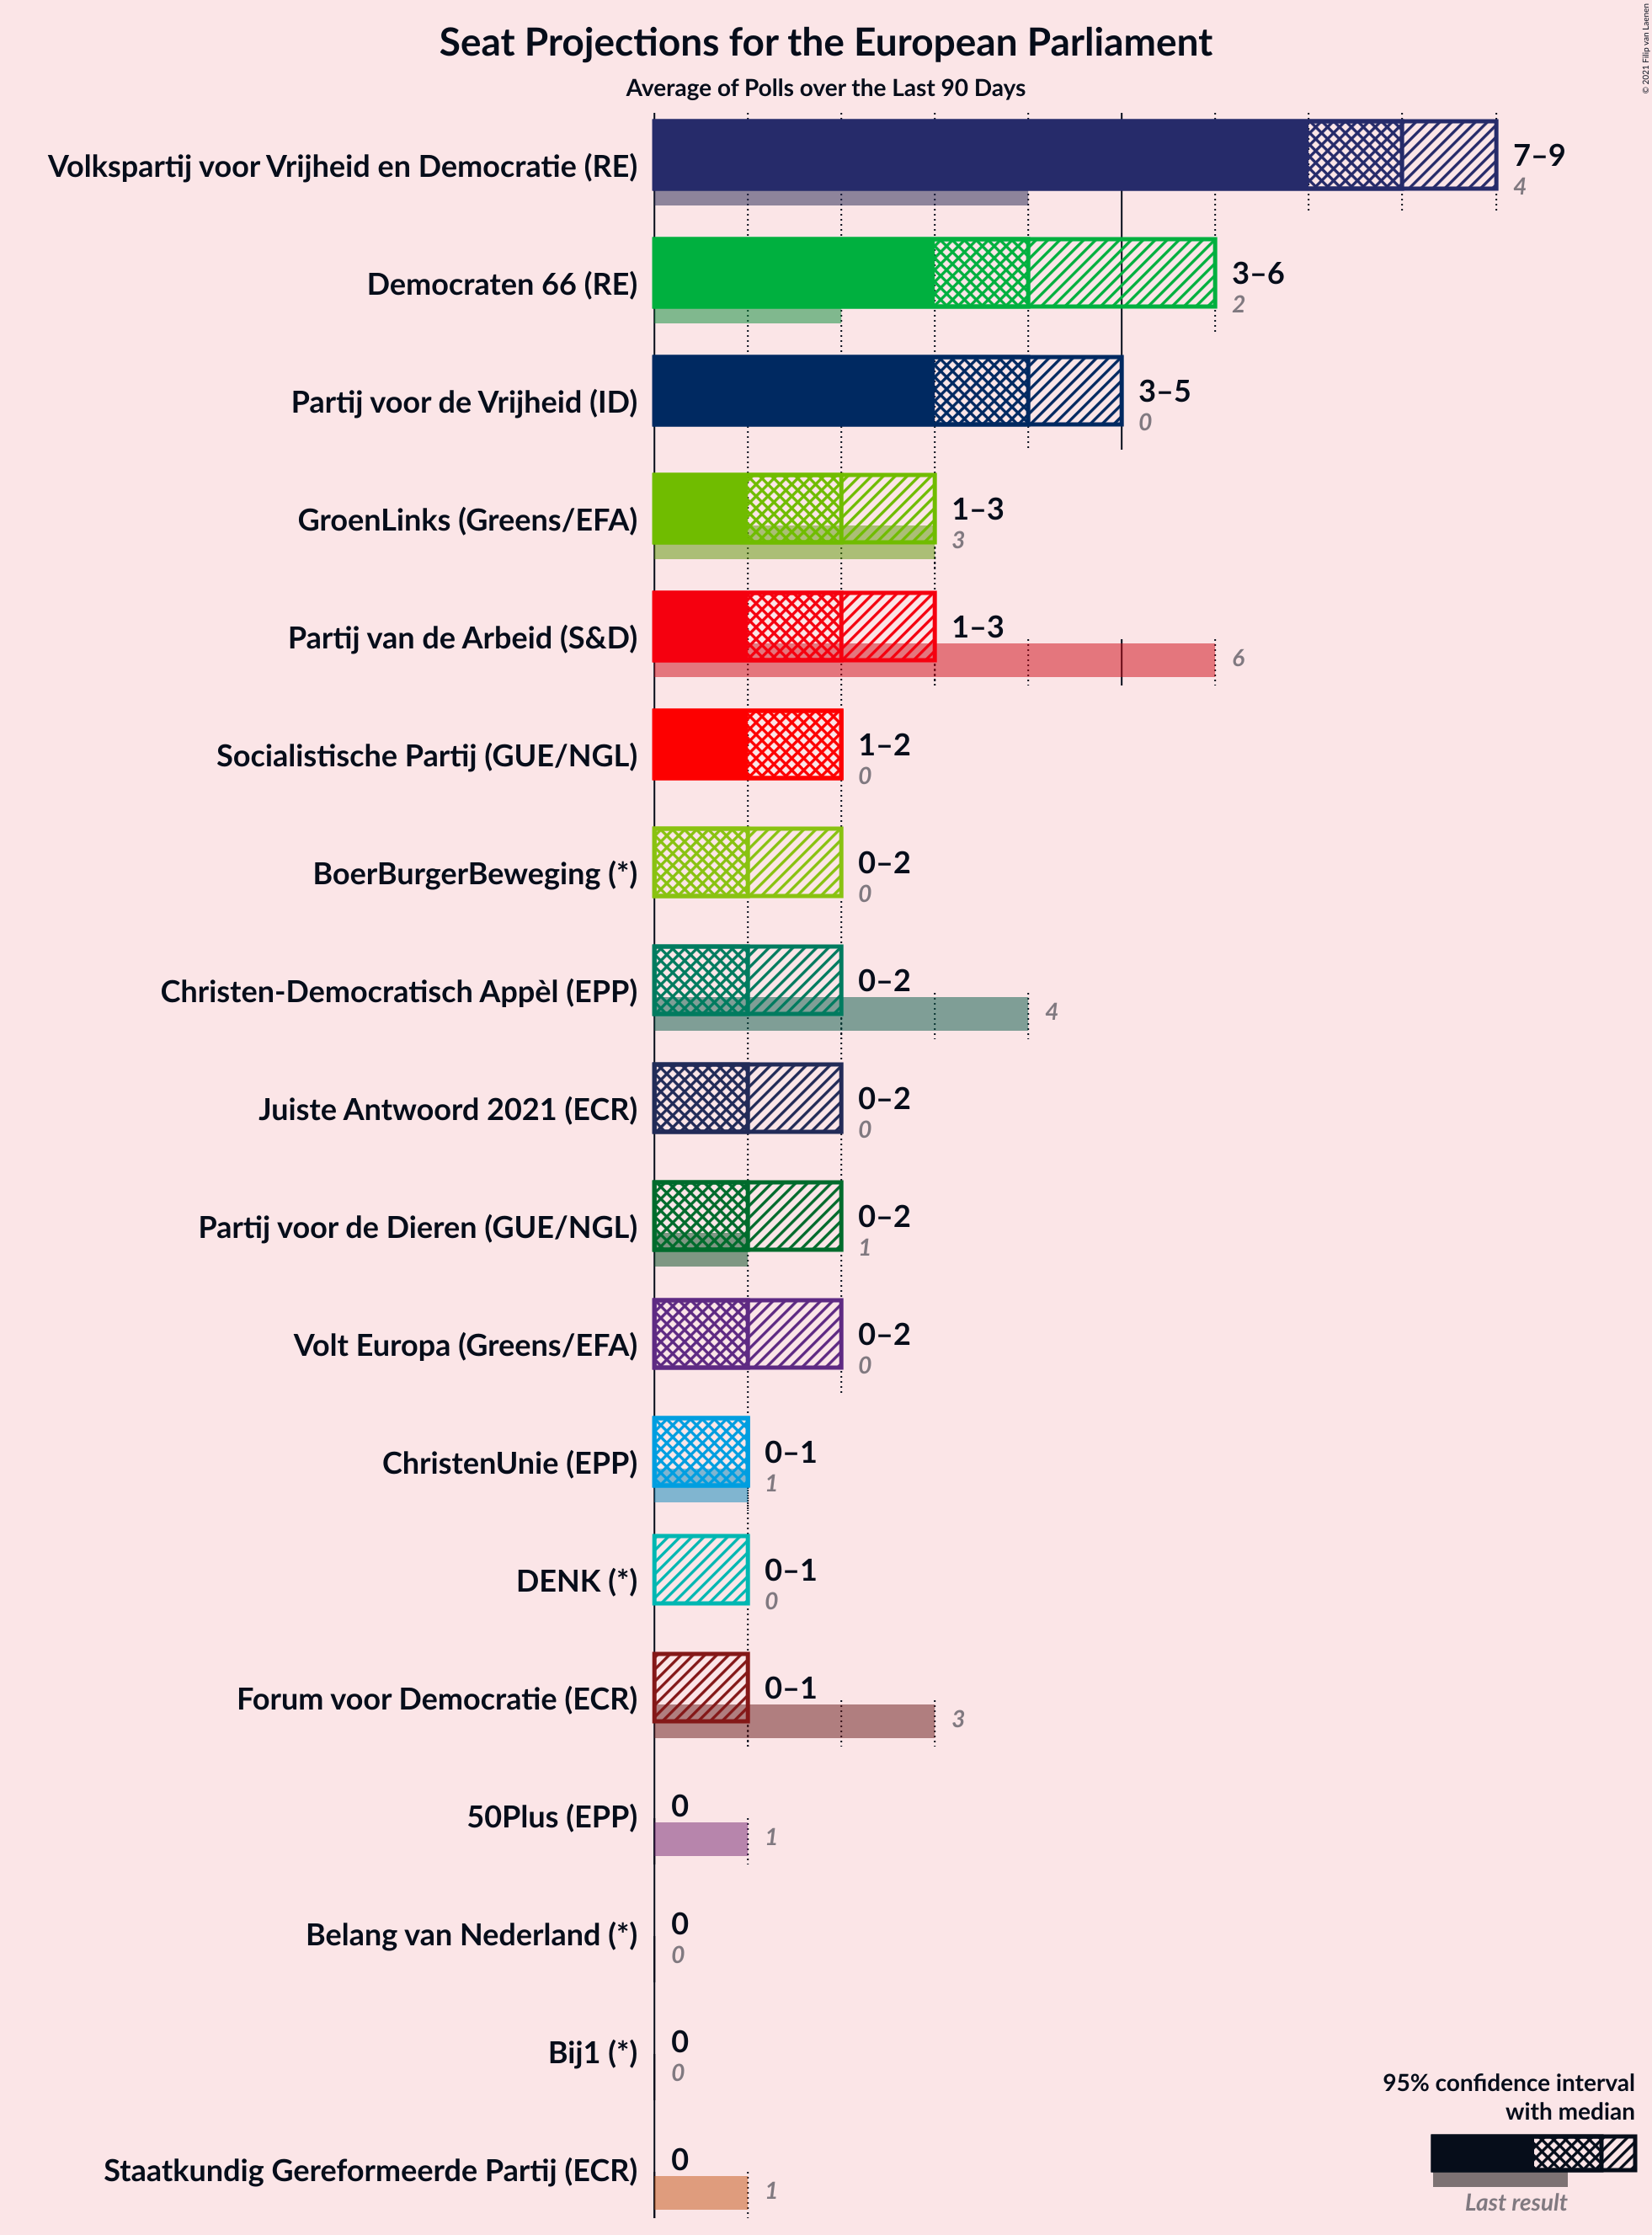 © 2021 Filip van Laenen
Seat Projections for the European Parliament
Average of Polls over the Last 90 Days
Volkspartij voor Vrijheid en Democratie (RE)
7–9
4
Democraten 66 (RE)
3–6
2
Partij voor de Vrijheid (ID)
3–5
0
GroenLinks (Greens/EFA)
1–3
3
Partij van de Arbeid (S&D)
1–3
6
Socialistische Partij (GUE/NGL)
1–2
0
BoerBurgerBeweging (*)
0–2
0
Christen-Democratisch Appèl (EPP)
0–2
4
Juiste Antwoord 2021 (ECR)
0–2
0
Partij voor de Dieren (GUE/NGL)
0–2
1
Volt Europa (Greens/EFA)
0–2
0
ChristenUnie (EPP)
0–1
1
DENK (*)
0–1
0
Forum voor Democratie (ECR)
0–1
3
50Plus (EPP)
0
1
Belang van Nederland (*)
0
0
Bij1 (*)
0
0
Staatkundig Gereformeerde Partij (ECR)
0
1
95% confidence interval
with median
Last result